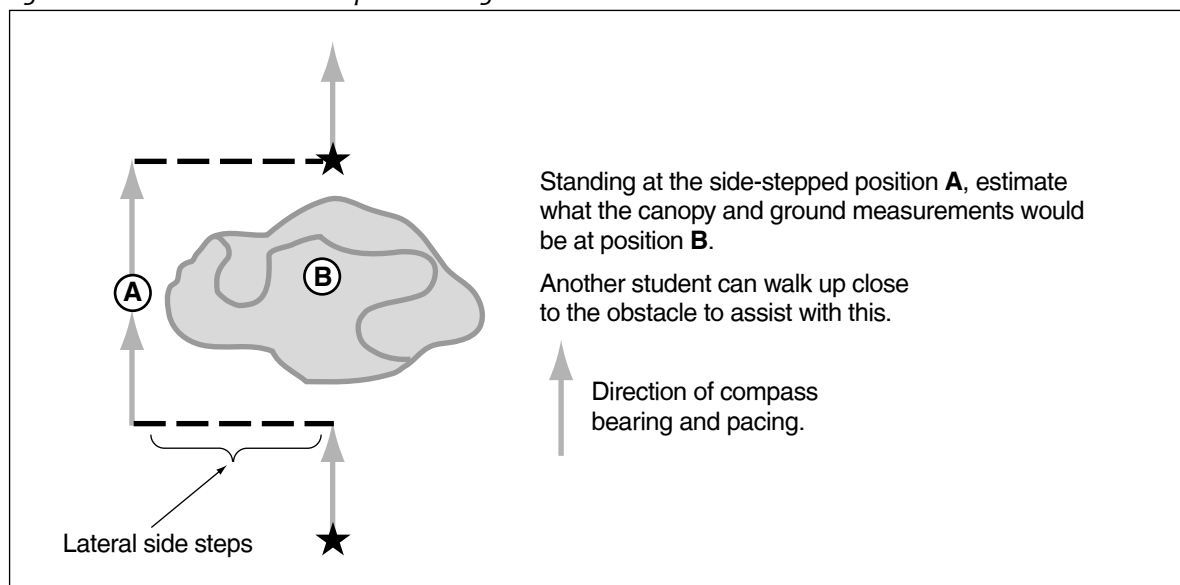 Standing at the side-stepped position A, estimate
what the canopy and ground measurements would
be at position B.
Another student can walk up close
to the obstacle to assist with this.
A
B
Direction of compass
bearing and pacing.
Lateral side steps